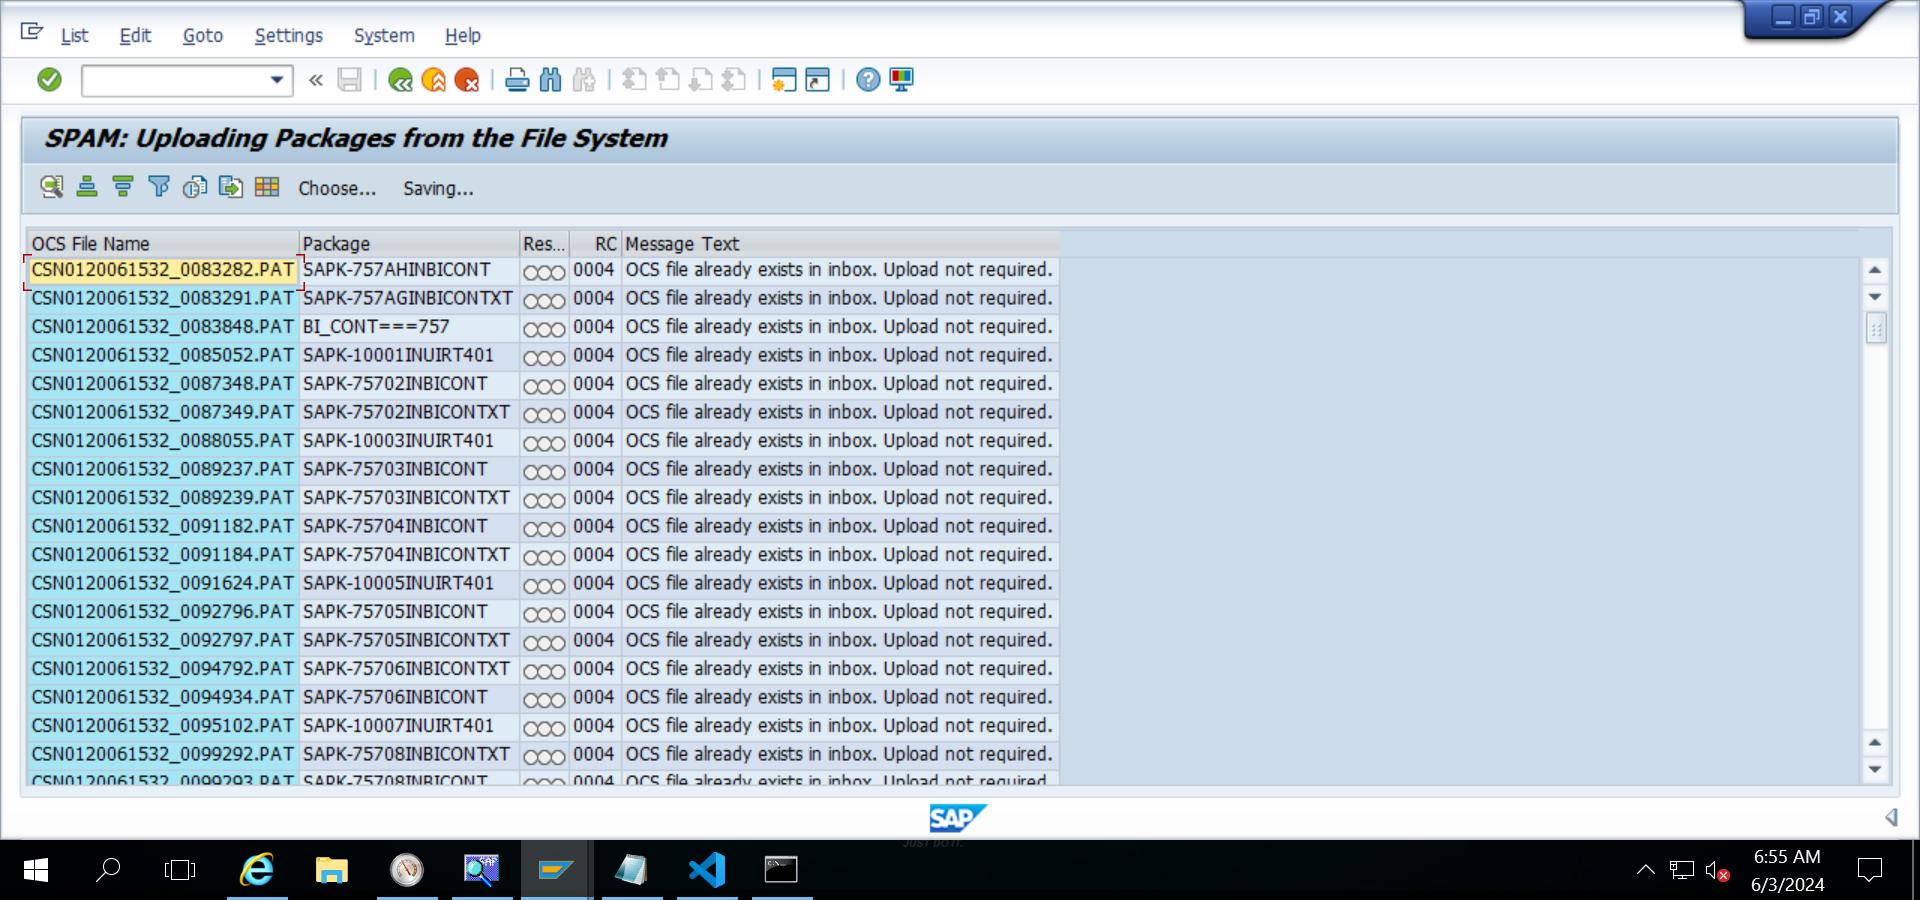 List Edit Goto Settings System Help
SPAM: Uploading Packages from the File System
Choose... Saving...
OCS File Name Package Res... RC Message Text
CSN0120061532_0083282.PAT SAPK-757AHINBICONT 0004 OCS file already exists in inbox. Upload not required.
CSN0120061532_0083291.PAT SAPK-757AGINBICONTXT 0004 OCS file already exists in inbox. Upload not required.
CSN0120061532_0083848.PAT BI_CONT===757 0004 OCS file already exists in inbox. Upload not required.
CSN0120061532_0085052.PAT SAPK-10001INUIRT401 0004 OCS file already exists in inbox. Upload not required.
CSN0120061532_0087348.PAT SAPK-75702INBICONT 0004 OCS file already exists in inbox. Upload not required.
CSN0120061532_0087349.PAT SAPK-75702INBICONTXT 0004 OCS file already exists in inbox. Upload not required.
CSN0120061532_0088055.PAT SAPK-10003INUIRT401 0004 OCS file already exists in inbox. Upload not required.
CSN0120061532_0089237.PAT SAPK-75703INBICONT 0004 OCS file already exists in inbox. Upload not required.
CSN0120061532_0089239.PAT SAPK-75703INBICONTXT 0004 OCS file already exists in inbox. Upload not required.
CSN0120061532_0091182.PAT SAPK-75704INBICONT 0004 OCS file already exists in inbox. Upload not required.
CSN0120061532_0091184.PAT SAPK-75704INBICONTXT 0004 OCS file already exists in inbox. Upload not required.
CSN0120061532_0091624.PAT SAPK-10005INUIRT401 0004 OCS file already exists in inbox. Upload not required.
CSN0120061532_0092796.PAT SAPK-75705INBICONT 0004 OCS file already exists in inbox. Upload not required.
CSN0120061532_0092797.PAT SAPK-75705INBICONTXT 0004 OCS file already exists in inbox. Upload not required.
CSN0120061532_0094792.PAT SAPK-75706INBICONTXT 0004 OCS file already exists in inbox. Upload not required.
CSN0120061532_0094934.PAT SAPK-75706INBICONT 0004 OCS file already exists in inbox. Upload not required.
CSN0120061532_0095102.PAT SAPK-10007INUIRT401 0004 OCS file already exists in inbox. Upload not required.
CSN0120061532_0099292.PAT SAPK-75708INBICONTXT 0004 OCS file already exists in inbox. Upload not required.
CSN0120061532_0099293.PAT SAPK-75708INBICONT 0004 OCS file already exists in inbox. Upload not required.
SAP
JUST DO IT.
6:55 AM
6/3/2024